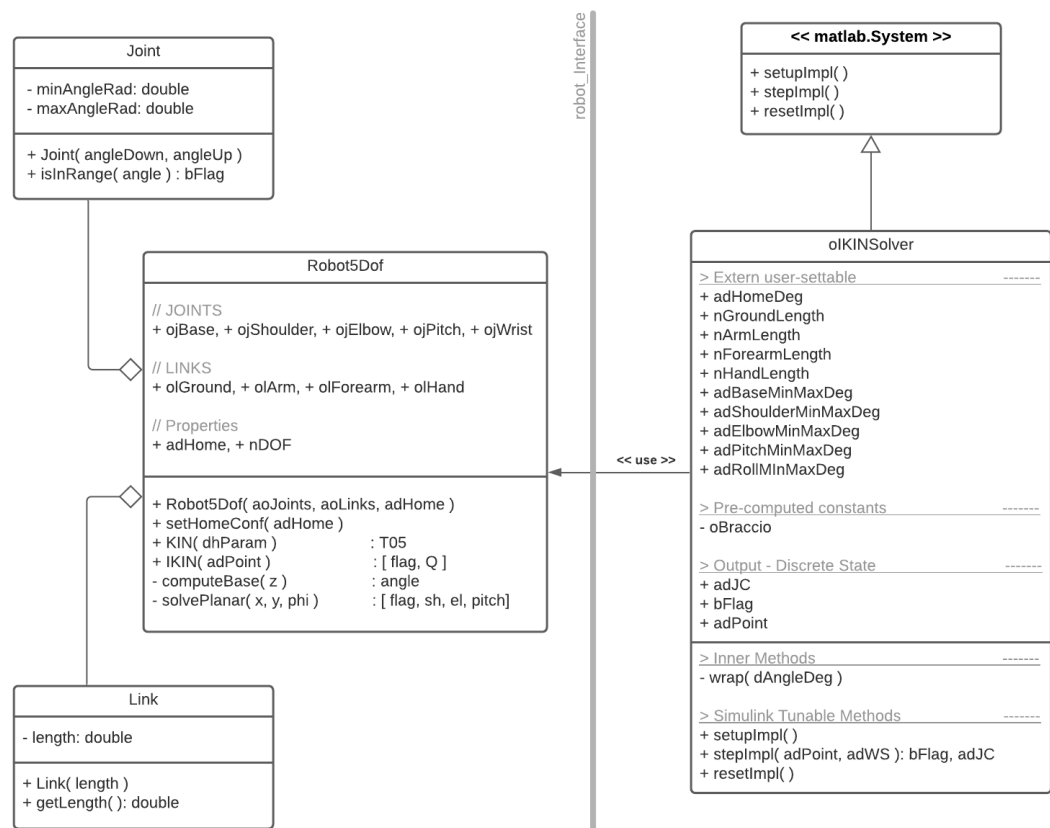 Joint
- minAngleRad: double
- maxAngleRad: double
+ Joint( angleDown, angleUp )
+ isInRange( angle ) : bFlag
Robot5Dof
// JOINTS
+ ojBase, + ojShoulder, + ojElbow, + ojPitch, + ojWrist
// LINKS
+ olGround, + olArm, + olForearm, + olHand
// Properties
+ adHome, + nDOF
+ Robot5Dof( aoJoints, aoLinks, adHome )
+ setHomeConf( adHome )
+ KIN( dhParam ) : T05
+ IKIN( adPoint ) : [ flag, Q ]
- computeBase( z ) : angle
- solvePlanar( x, y, phi ) : [ flag, sh, el, pitch]
Link
- length: double
+ Link( length )
+ getLength( ): double
robot_Interface
<< use >>
<< matlab.System >>
+ setupImpl( )
+ stepImpl( )
+ resetImpl( )
oIKINSolver
> Extern user-settable -------
+ adHomeDeg
+ nGroundLength
+ nArmLength
+ nForearmLength
+ nHandLength
+ adBaseMinMaxDeg
+ adShoulderMinMaxDeg
+ adElbowMinMaxDeg
+ adPitchMinMaxDeg
+ adRollMInMaxDeg
> Pre-computed constants -------
- oBraccio
> Output - Discrete State -------
+ adJC
+ bFlag
+ adPoint
> Inner Methods -------
- wrap( dAngleDeg )
> Simulink Tunable Methods -------
+ setupImpl( )
+ stepImpl( adPoint, adWS ): bFlag, adJC
+ resetImpl( )